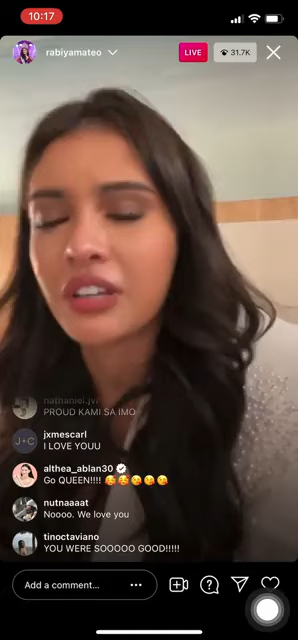 10:17
rabiyamateo
LIVE
31.7K
nathaniel.jvl
PROUD KAMI SA IMO
J+C
jxmescarl
I LOVE YOUU
althea_ablan30
Go QUEEN!!!! 🥰🥰😘😘😘
nutnaaaat
Noooo. We love you
tinoctaviano
YOU WERE SOOOOO GOOD!!!!!
Add a comment...